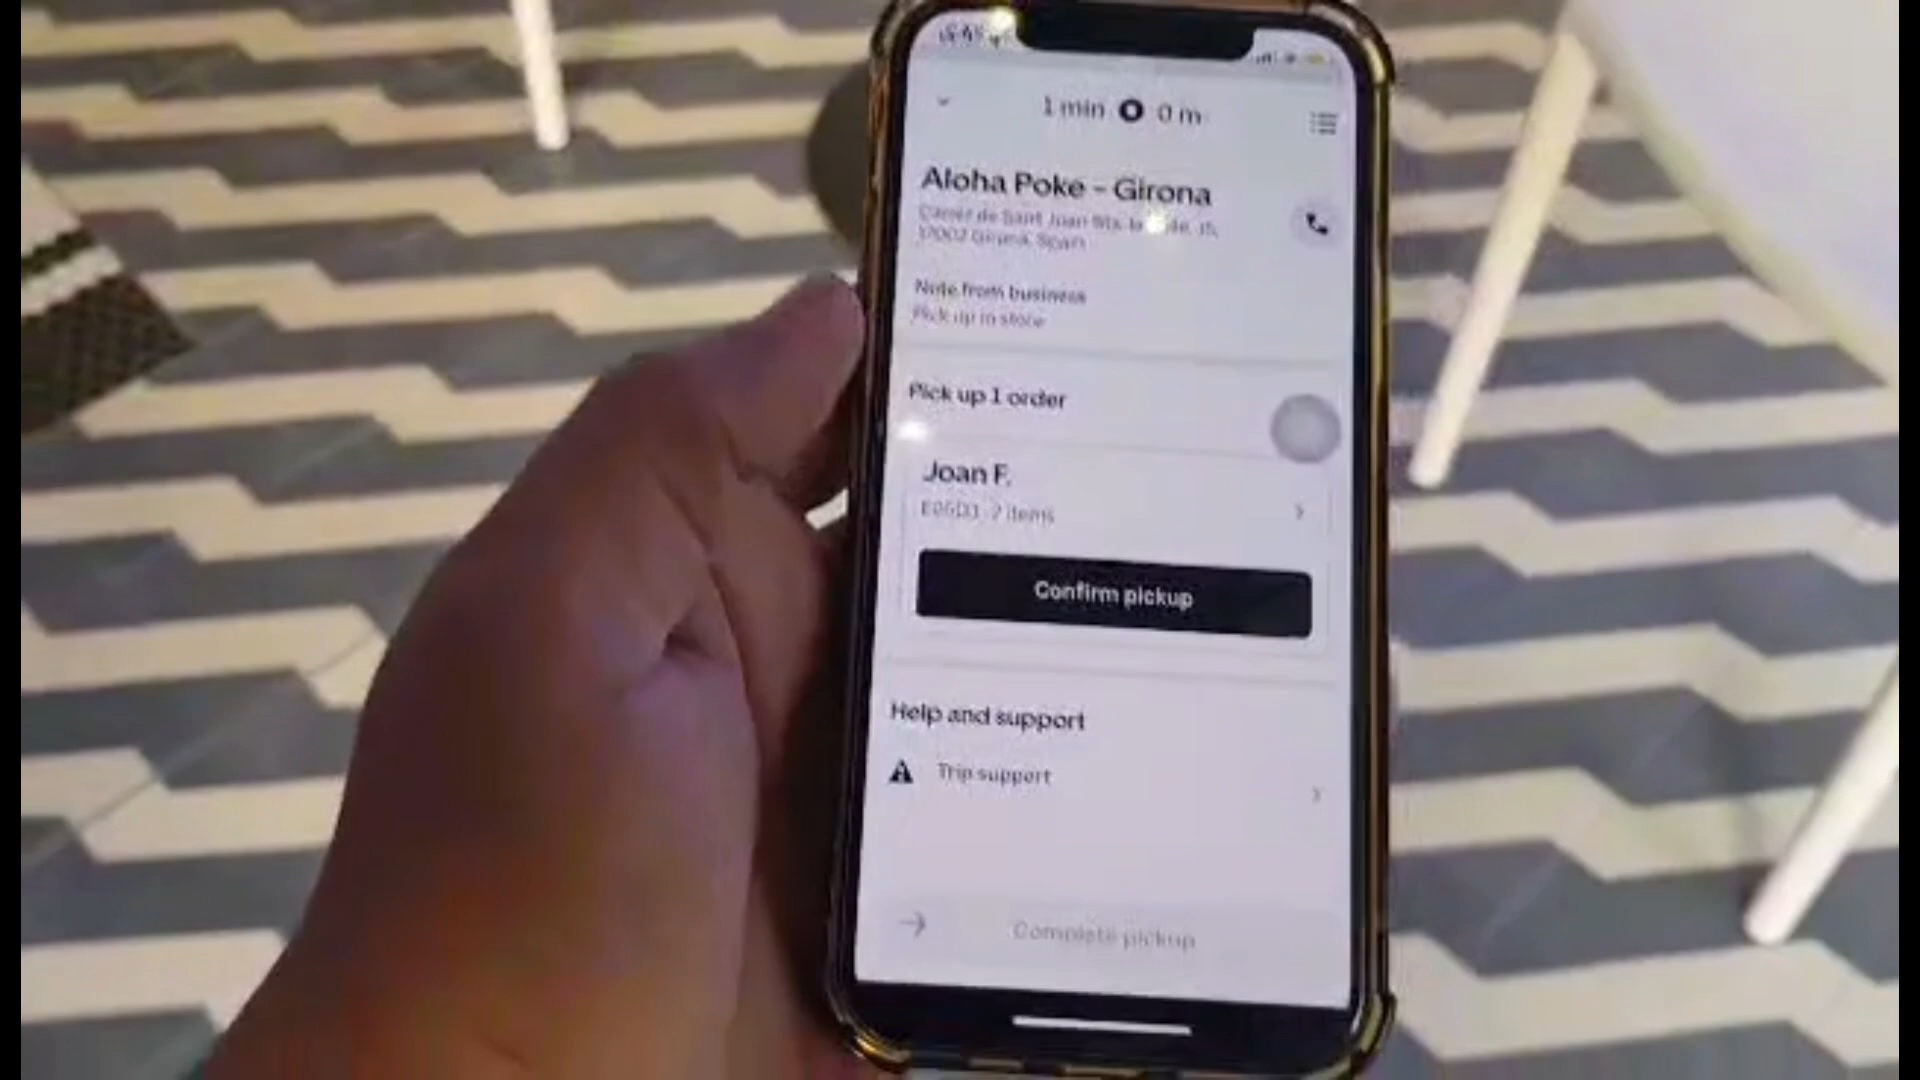 1 min 0 m
Aloha Poke - Girona
Carrer de Sant Joan Bta. la
17002 Girona, Spain
Note from business
Pick up in store
Pick up 1 order
Joan F.
2 items
Confirm pickup
Help and support
Trip support
Complete pickup